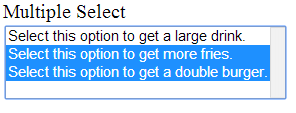 Multiple Select
Select this option to get a large drink.
Select this option to get more fries.
Select this option to get a double burger.